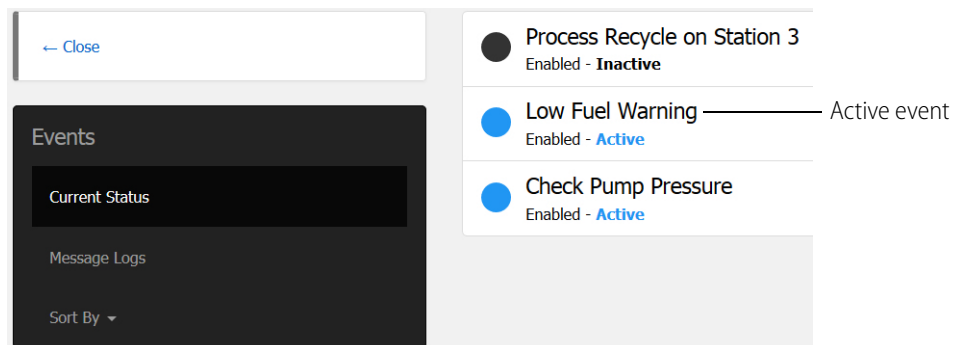 ← Close
Events
Current Status
Message Logs
Sort By
Process Recycle on Station 3
Enabled - Inactive
Low Fuel Warning
Enabled - Active
Check Pump Pressure
Enabled - Active
Active event